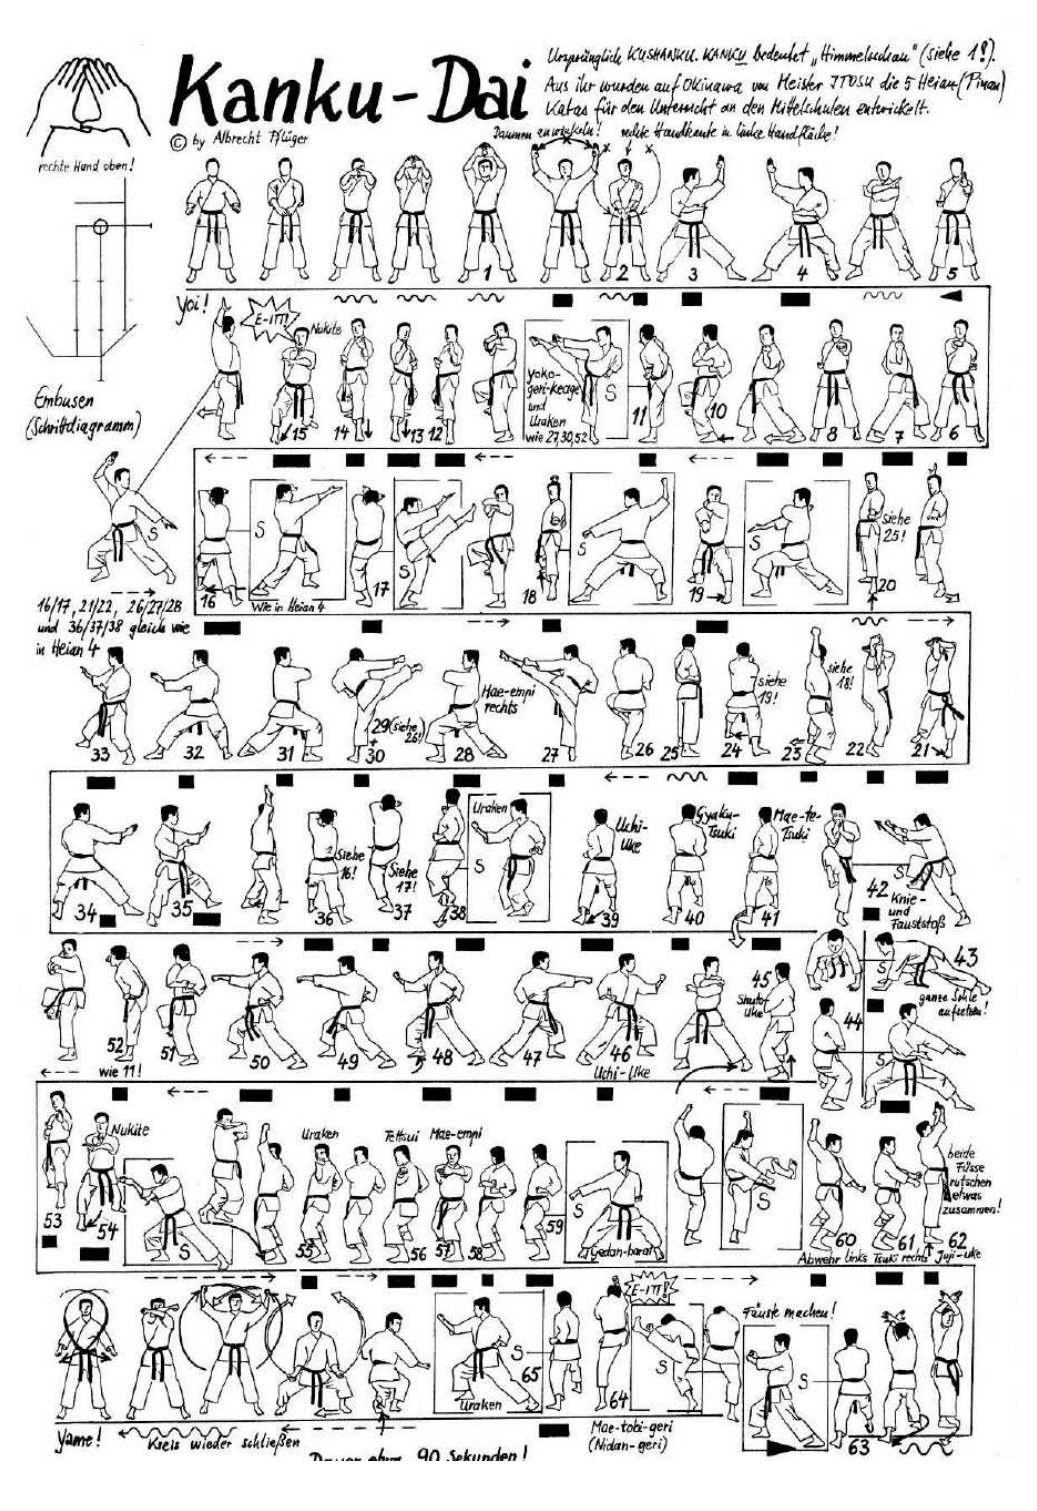 Kanku-Dai
© by Albrecht Pflüger
Ursprünglich KUSHANKU. KANKU bedeutet „Himmelsschau" (siehe 1!).
Aus ihr wurden auf Okinawa von Meister ITOSU die 5 Heian (Pinan)
Katas für den Unterricht an den Mittelschulen entwickelt.
Daumen anwinkeln! rechte Handkante in linke Handfläche!
rechte Hand oben!
1 2 3 4 5
Yoi!
E-ITT!
Nukite
Yoko-
geri-Keage
und
Uraken
wie 27,30,52
S
15 14 13 12 11 10 8 7 6
Embusen
(Schrittdiagramm)
S
16 S 17 S 18 S 19 S 20
siehe
25!
Wie in Heian 4
16/17, 21/22, 26/27/28
und 36/37/38 gleich wie
in Heian 4
33 32 31 29 (siehe
26!)
+
30 28 27 26 25 24 23 22 21
Mae-empi
rechts
siehe
19!
siehe
18!
34 35 36 37 38 39 40 41 42
Siehe
16!
Siehe
17!
Uraken
S
Uchi-
Uke
Gyaku-
Tsuki
Mae-te-
Tsuki
S
Knie-
und
Fauststoß
52 51 50 49 48 47 46 45 44 43
wie 11!
Uchi-Uke
Shuto-
Uke
S
ganze Sohle
aufsetzen!
S
53 54 55 56 57 58 59 60 61 62
Nukite
S
Uraken
Tettsui
Mae-empi
S
Gedan-barai
S
Abwehr links Tsuki rechts Juji-Uke
beide
Füsse
rutschen
etwas
zusammen!
E-ITT!
Fäuste machen!
S 65 64 S S 63
Uraken
Mae-tobi-geri
(Nidan-geri)
Yame!
Kreis wieder schließen
Dauer etwa 90 Sekunden!